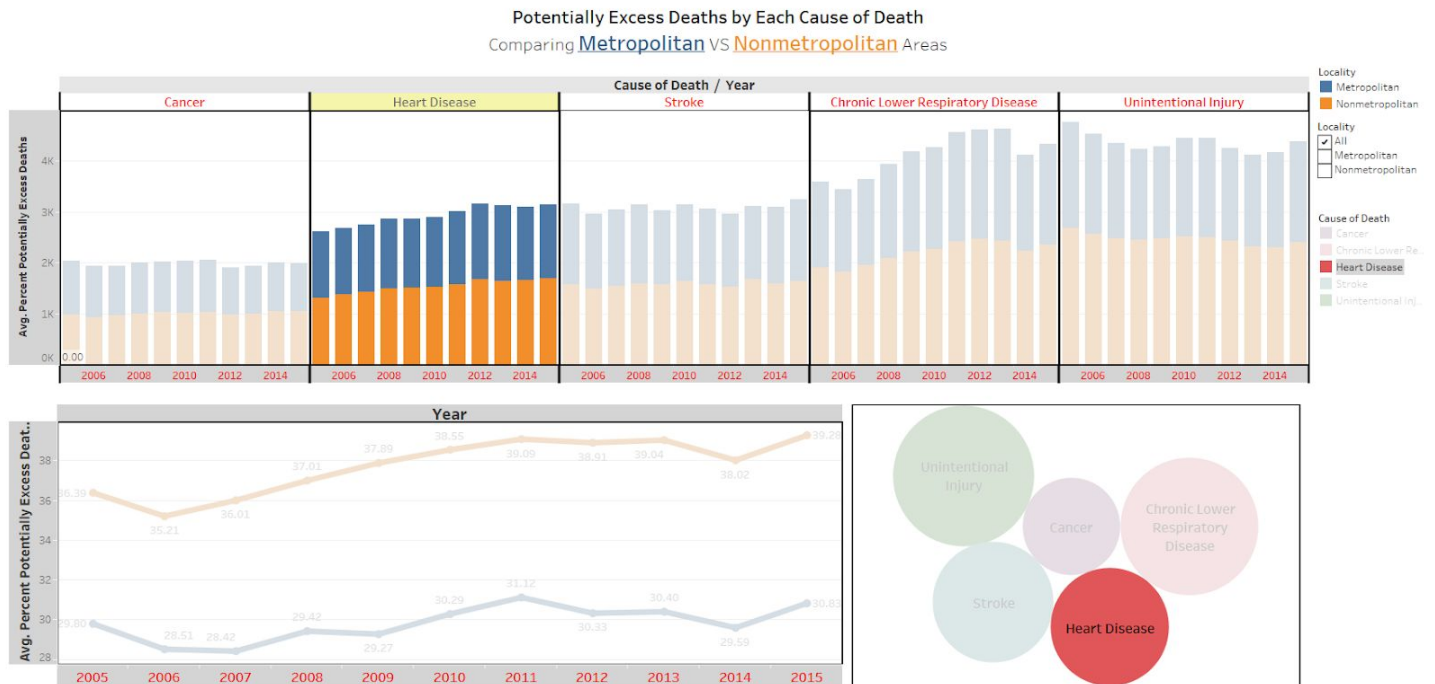 Potentially Excess Deaths by Each Cause of Death
Comparing Metropolitan VS Nonmetropolitan Areas
Cause of Death / Year
Cancer
Heart Disease
Stroke
Chronic Lower Respiratory Disease
Unintentional Injury
Avg. Percent Potentially Excess Deaths
4K
3K
2K
1K
0K
0.00
2006 2008 2010 2012 2014
2006 2008 2010 2012 2014
2006 2008 2010 2012 2014
2006 2008 2010 2012 2014
2006 2008 2010 2012 2014
Locality
Metropolitan
Nonmetropolitan
Locality
All
Metropolitan
Nonmetropolitan
Cause of Death
Cancer
Chronic Lower Re..
Heart Disease
Stroke
Unintentional Inj..
Year
Avg. Percent Potentially Excess Deat..
38
36
34
32
30
28
36.39
35.21
36.01
37.01
37.89
38.55
39.09
38.91
39.04
38.02
39.28
29.80
28.51
28.42
29.42
29.27
30.29
31.12
30.33
30.40
29.59
30.83
2005 2006 2007 2008 2009 2010 2011 2012 2013 2014 2015
Unintentional
Injury
Cancer
Chronic Lower
Respiratory
Disease
Stroke
Heart Disease